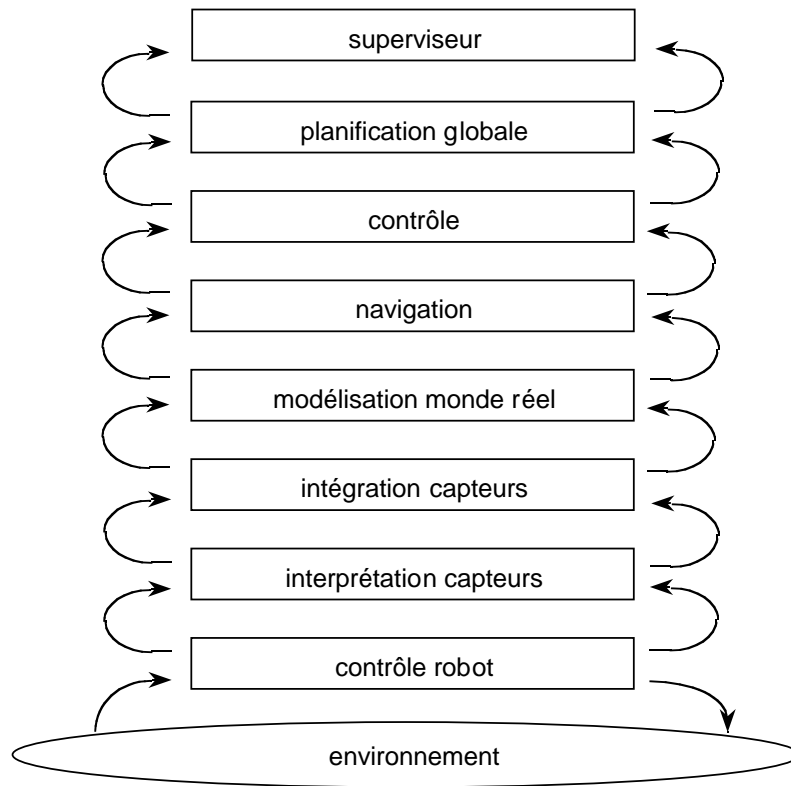 superviseur
planification globale
contrôle
navigation
modélisation monde réel
intégration capteurs
interprétation capteurs
contrôle robot
environnement